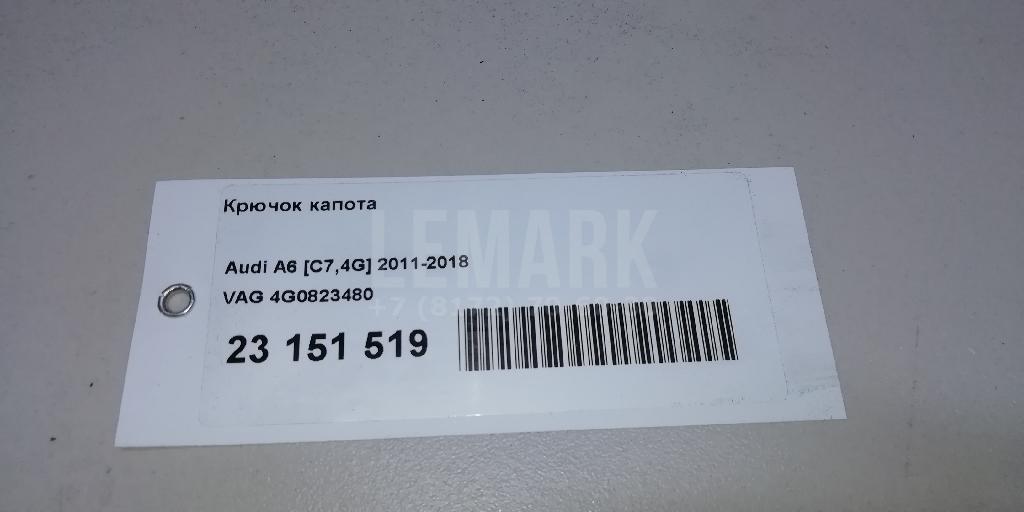 Крючок капота
LEMARK
Audi A6 [C7,4G] 2011-2018
VAG 4G0823480
23 151 519